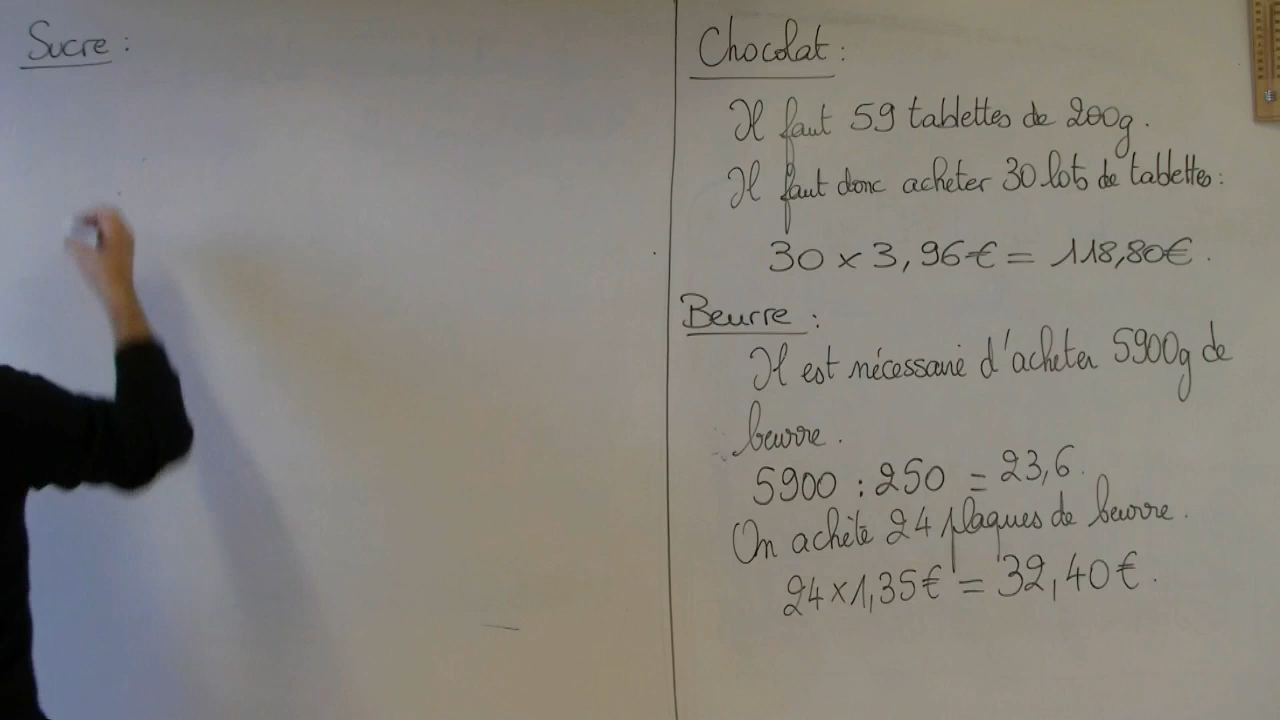 Sucre :
Chocolat :
Il faut 59 tablettes de 200g.
Il faut donc acheter 30 lots de tablettes :
30 x 3,96€ = 118,80€.
Beurre :
Il est nécessaire d'acheter 5900g de
beurre.
5900 : 250 = 23,6.
On achète 24 plaques de beurre.
24 x 1,35€ = 32,40€.